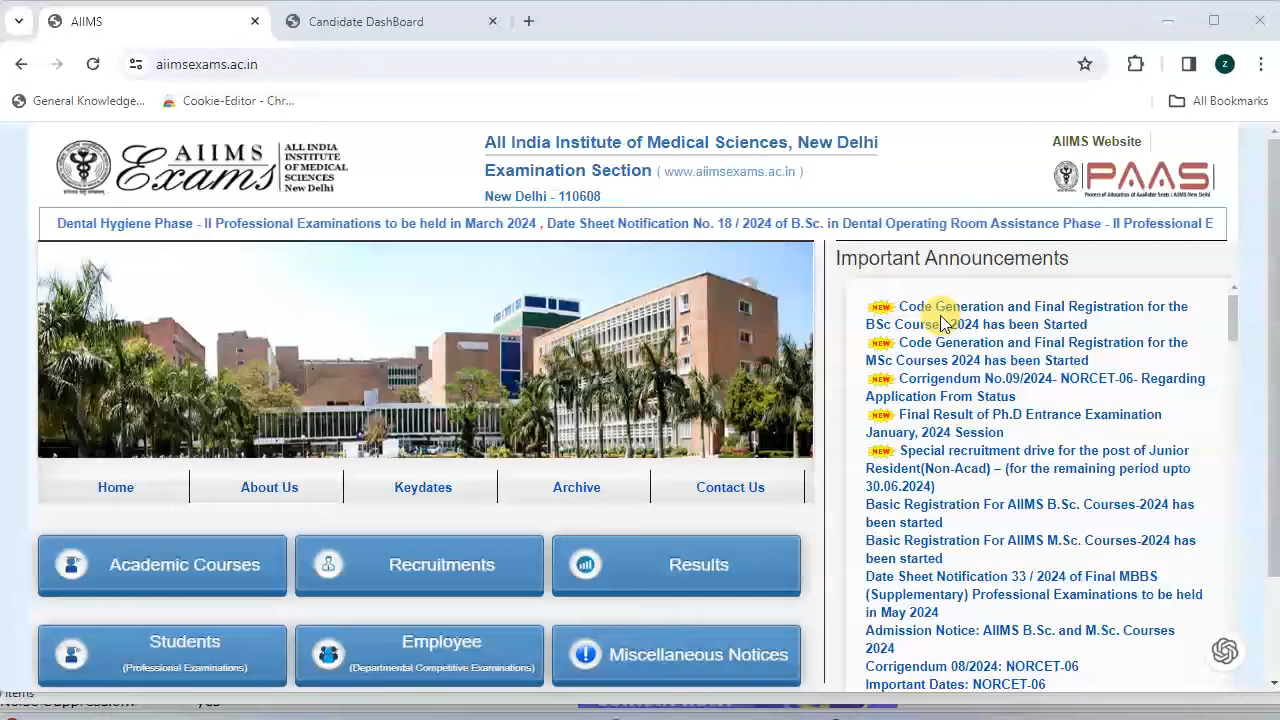 AIIMS
Candidate DashBoard
aiimsexams.ac.in
z
General Knowledge...
Cookie-Editor - Chr...
All Bookmarks
AIIMS
Exams
ALL INDIA
INSTITUTE
OF MEDICAL
SCIENCES
New Delhi
All India Institute of Medical Sciences, New Delhi
Examination Section ( www.aiimsexams.ac.in )
New Delhi - 110608
AIIMS Website
PAAS
Process of Allocation of Available Seats | AIIMS New Delhi
Dental Hygiene Phase - II Professional Examinations to be held in March 2024 , Date Sheet Notification No. 18 / 2024 of B.Sc. in Dental Operating Room Assistance Phase - II Professional E
Important Announcements
NEW Code Generation and Final Registration for the
BSc Courses 2024 has been Started
NEW Code Generation and Final Registration for the
MSc Courses 2024 has been Started
NEW Corrigendum No.09/2024- NORCET-06- Regarding
Application From Status
NEW Final Result of Ph.D Entrance Examination
January, 2024 Session
NEW Special recruitment drive for the post of Junior
Resident(Non-Acad) – (for the remaining period upto
30.06.2024)
Basic Registration For AIIMS B.Sc. Courses-2024 has
been started
Basic Registration For AIIMS M.Sc. Courses-2024 has
been started
Date Sheet Notification 33 / 2024 of Final MBBS
(Supplementary) Professional Examinations to be held
in May 2024
Admission Notice: AIIMS B.Sc. and M.Sc. Courses
2024
Corrigendum 08/2024: NORCET-06
Important Dates: NORCET-06
Home
About Us
Keydates
Archive
Contact Us
Academic Courses
Recruitments
Results
Students
(Professional Examinations)
Employee
(Departmental Competitive Examinations)
Miscellaneous Notices